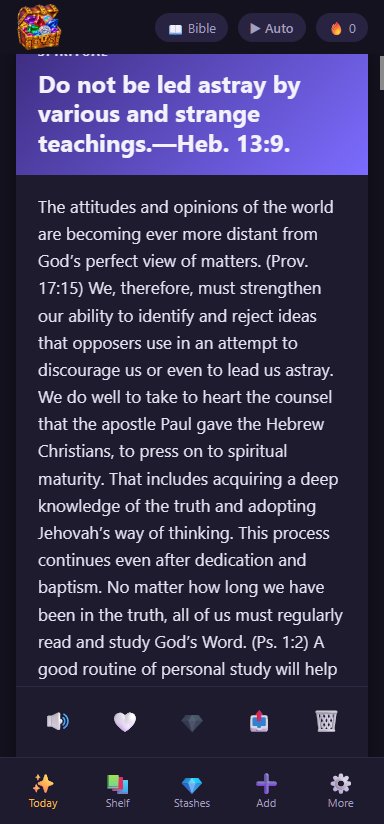 Bible
Auto
0
Do not be led astray by
various and strange
teachings.—Heb. 13:9.
The attitudes and opinions of the world
are becoming ever more distant from
God’s perfect view of matters. (Prov.
17:15) We, therefore, must strengthen
our ability to identify and reject ideas
that opposers use in an attempt to
discourage us or even to lead us astray.
We do well to take to heart the counsel
that the apostle Paul gave the Hebrew
Christians, to press on to spiritual
maturity. That includes acquiring a deep
knowledge of the truth and adopting
Jehovah’s way of thinking. This process
continues even after dedication and
baptism. No matter how long we have
been in the truth, all of us must regularly
read and study God’s Word. (Ps. 1:2) A
good routine of personal study will help
Today
Shelf
Stashes
Add
More